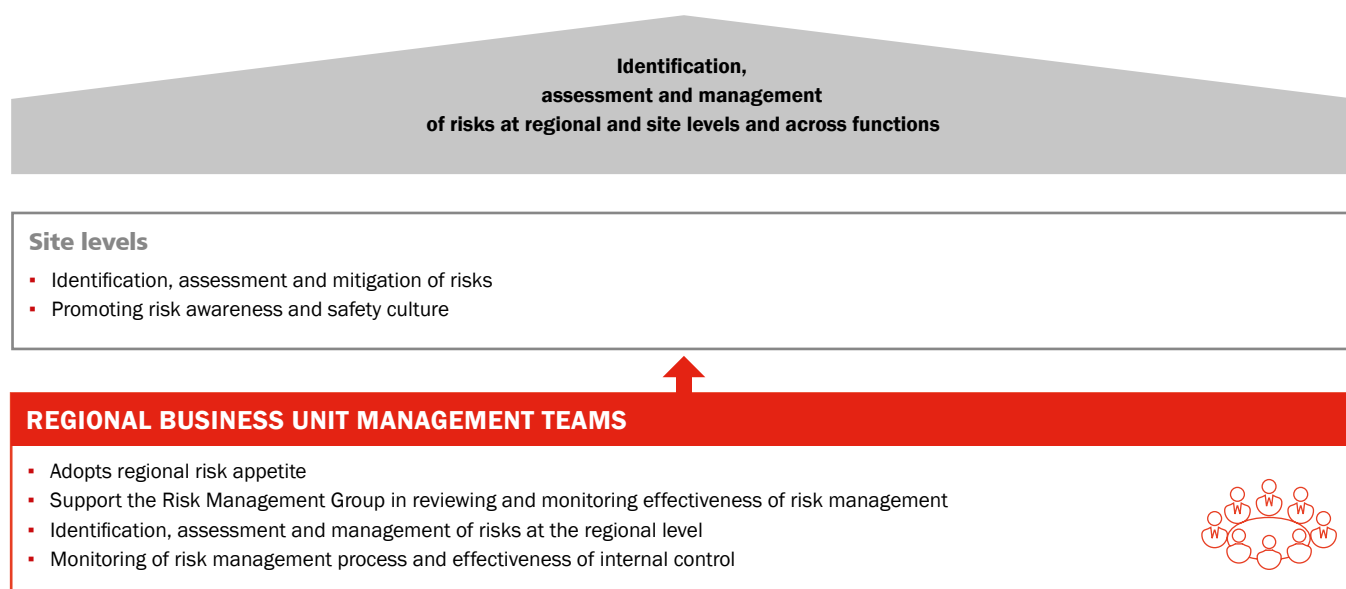 Identification,
assessment and management
of risks at regional and site levels and across functions
Site levels
▪ Identification, assessment and mitigation of risks
▪ Promoting risk awareness and safety culture
REGIONAL BUSINESS UNIT MANAGEMENT TEAMS
▪ Adopts regional risk appetite
▪ Support the Risk Management Group in reviewing and monitoring effectiveness of risk management
▪ Identification, assessment and management of risks at the regional level
▪ Monitoring of risk management process and effectiveness of internal control
W W W
W W